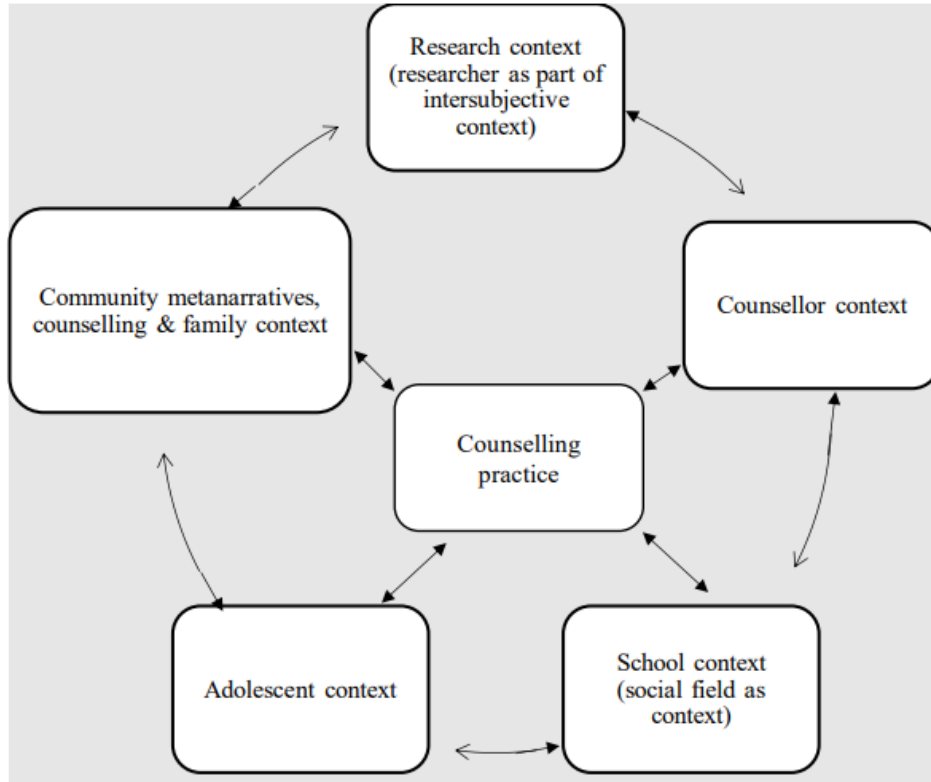 Research context
(researcher as part of
intersubjective
context)
Community metanarratives,
counselling & family context
Counsellor context
Counselling
practice
Adolescent context
School context
(social field as
context)